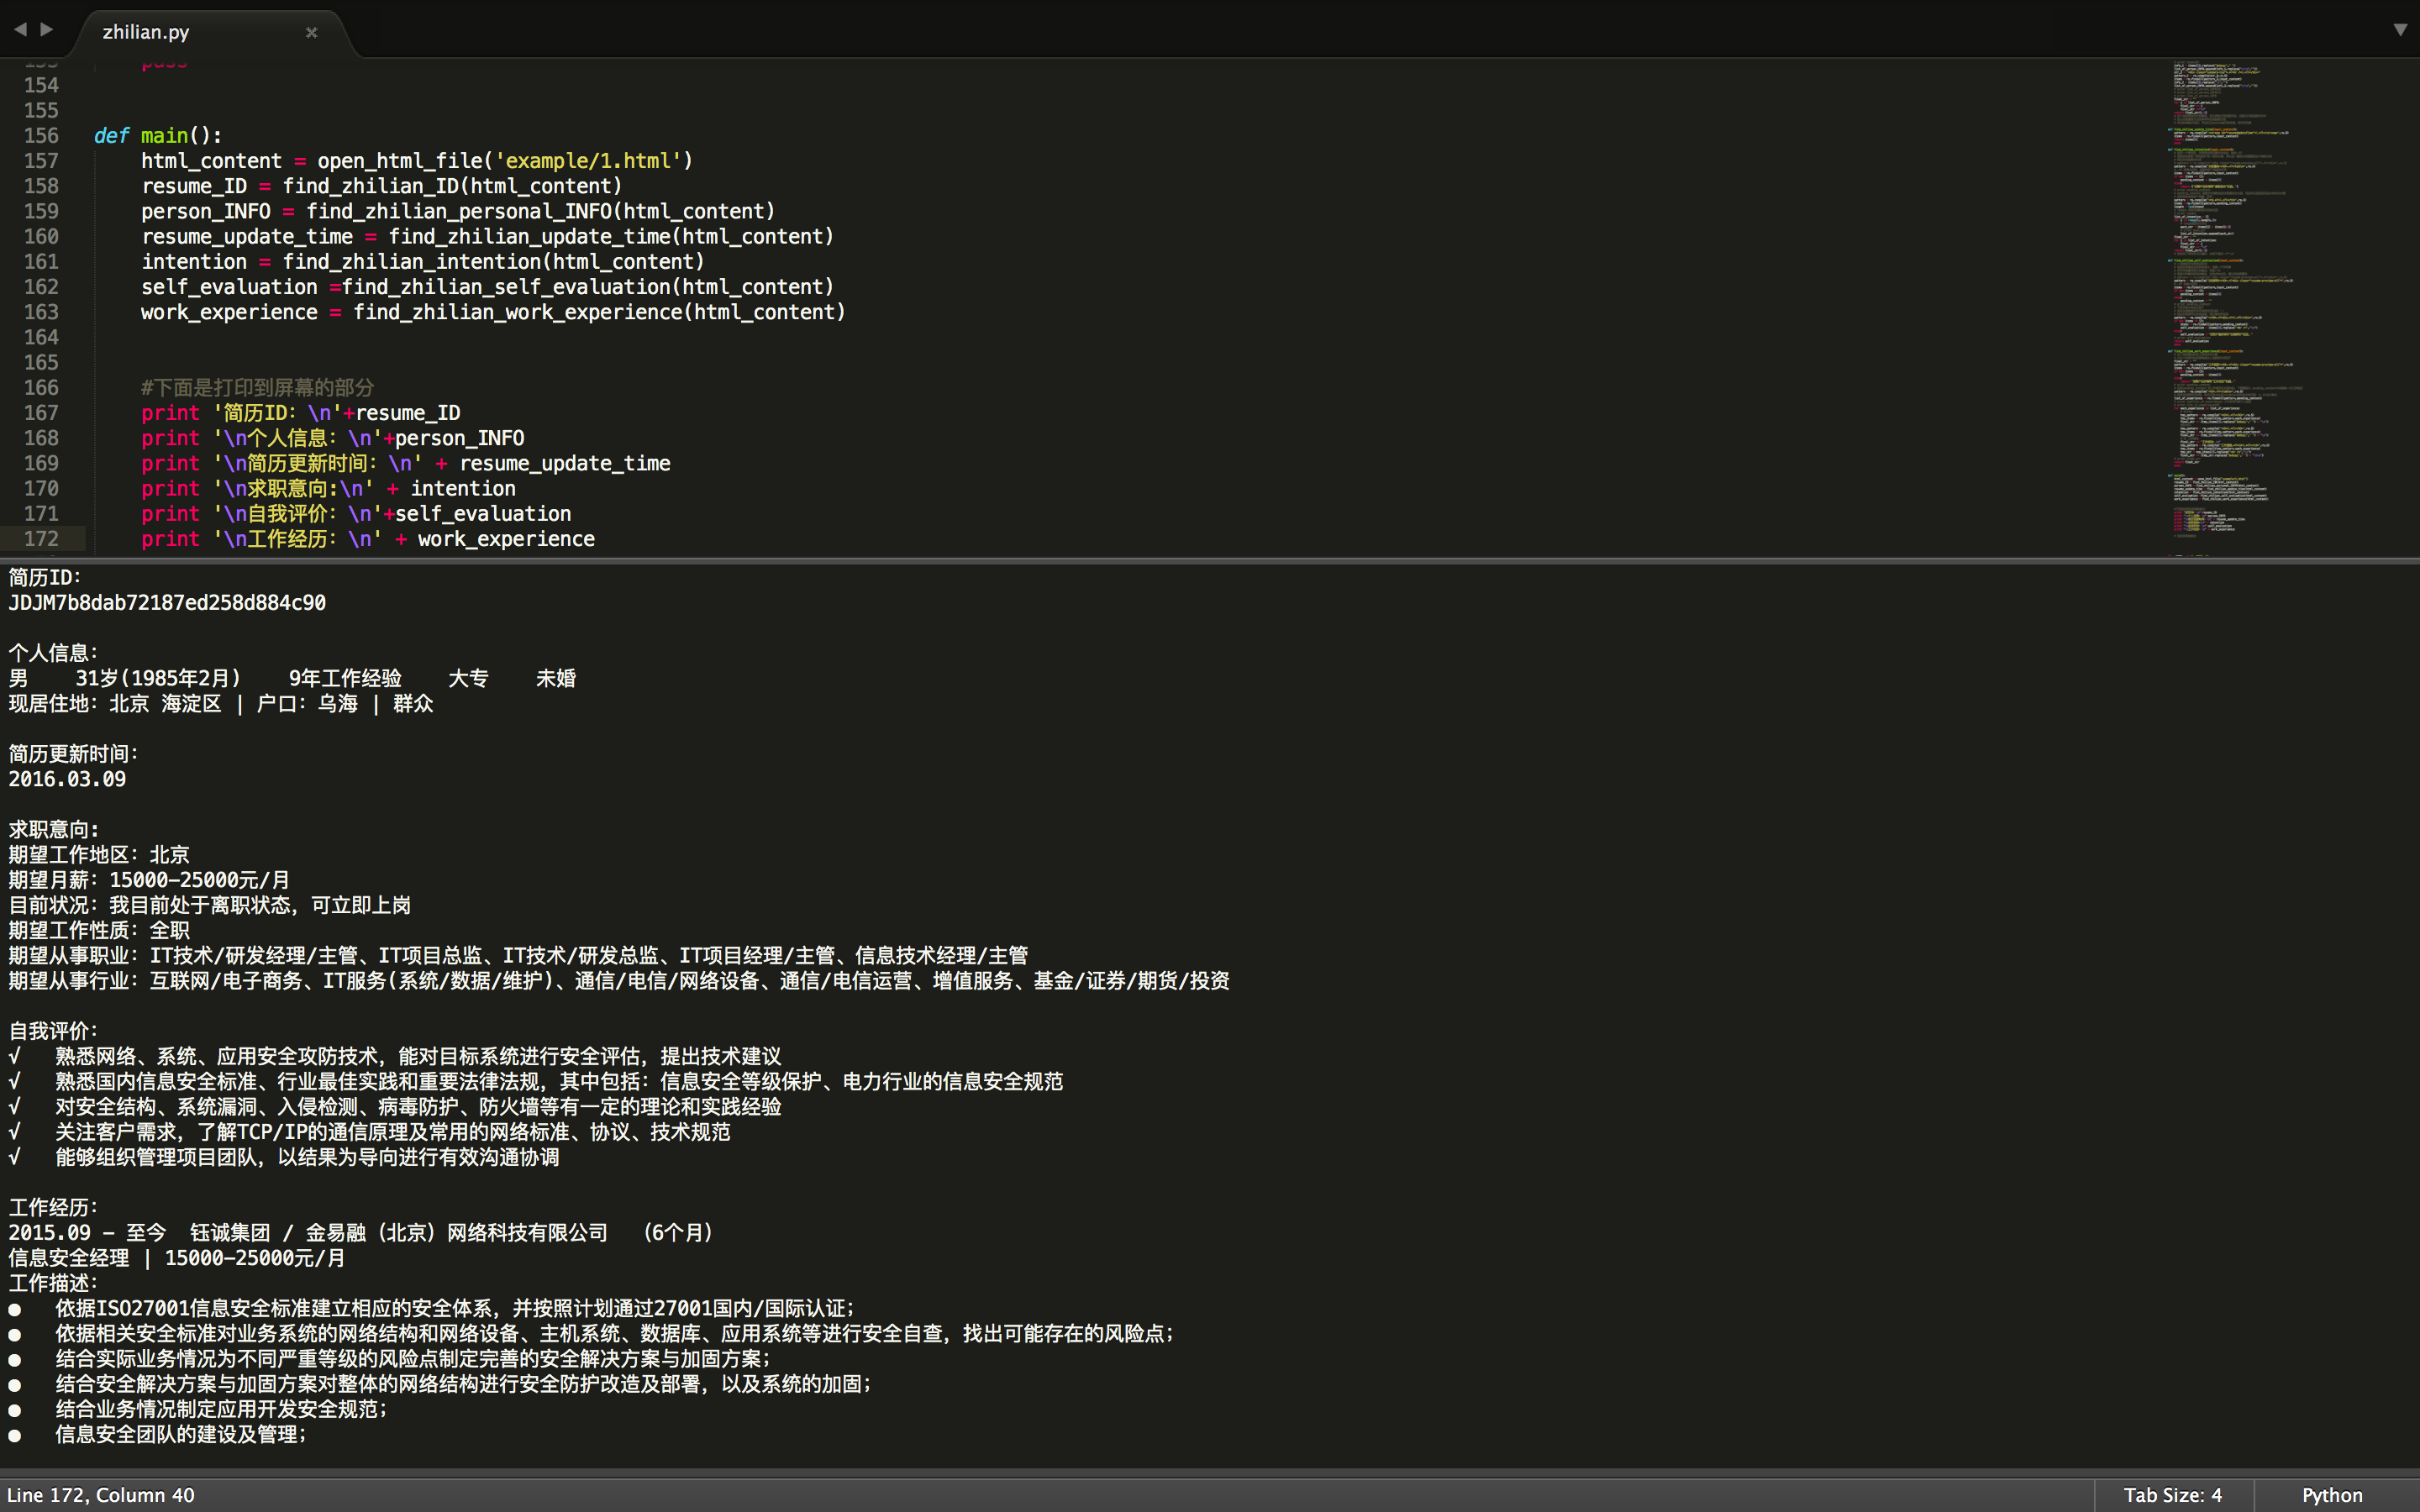 zhilian.py
154
155
156 def main():
157 html_content = open_html_file('example/1.html')
158 resume_ID = find_zhilian_ID(html_content)
159 person_INFO = find_zhilian_personal_INFO(html_content)
160 resume_update_time = find_zhilian_update_time(html_content)
161 intention = find_zhilian_intention(html_content)
162 self_evaluation =find_zhilian_self_evaluation(html_content)
163 work_experience = find_zhilian_work_experience(html_content)
164
165
166 #下面是打印到屏幕的部分
167 print '简历ID：\n'+resume_ID
168 print '\n个人信息：\n'+person_INFO
169 print '\n简历更新时间：\n' + resume_update_time
170 print '\n求职意向:\n' + intention
171 print '\n自我评价：\n'+self_evaluation
172 print '\n工作经历：\n' + work_experience
简历ID：
JDJM7b8dab72187ed258d884c90
个人信息：
男 31岁(1985年2月) 9年工作经验 大专 未婚
现居住地：北京 海淀区 | 户口：乌海 | 群众
简历更新时间：
2016.03.09
求职意向:
期望工作地区：北京
期望月薪：15000-25000元/月
目前状况：我目前处于离职状态，可立即上岗
期望工作性质：全职
期望从事职业：IT技术/研发经理/主管、IT项目总监、IT技术/研发总监、IT项目经理/主管、信息技术经理/主管
期望从事行业：互联网/电子商务、IT服务(系统/数据/维护)、通信/电信/网络设备、通信/电信运营、增值服务、基金/证券/期货/投资
自我评价：
√ 熟悉网络、系统、应用安全攻防技术，能对目标系统进行安全评估，提出技术建议
√ 熟悉国内信息安全标准、行业最佳实践和重要法律法规，其中包括：信息安全等级保护、电力行业的信息安全规范
√ 对安全结构、系统漏洞、入侵检测、病毒防护、防火墙等有一定的理论和实践经验
√ 关注客户需求，了解TCP/IP的通信原理及常用的网络标准、协议、技术规范
√ 能够组织管理项目团队，以结果为导向进行有效沟通协调
工作经历：
2015.09 - 至今 钰诚集团 / 金易融（北京）网络科技有限公司 （6个月）
信息安全经理 | 15000-25000元/月
工作描述：
● 依据ISO27001信息安全标准建立相应的安全体系，并按照计划通过27001国内/国际认证；
● 依据相关安全标准对业务系统的网络结构和网络设备、主机系统、数据库、应用系统等进行安全自查，找出可能存在的风险点；
● 结合实际业务情况为不同严重等级的风险点制定完善的安全解决方案与加固方案；
● 结合安全解决方案与加固方案对整体的网络结构进行安全防护改造及部署，以及系统的加固；
● 结合业务情况制定应用开发安全规范；
● 信息安全团队的建设及管理；
Line 172, Column 40
Tab Size: 4
Python